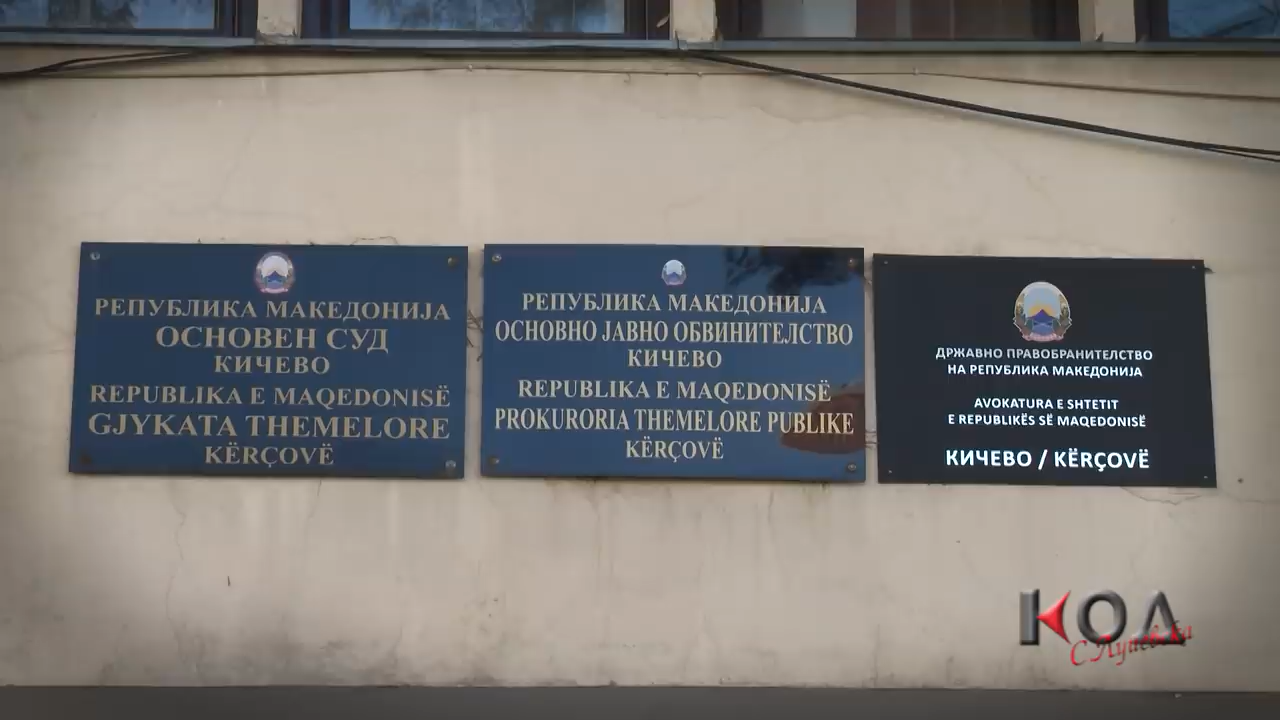 РЕПУБЛИКА МАКЕДОНИЈА
ОСНОВЕН СУД
КИЧЕВО
REPUBLIKA E MAQEDONISË
GJYKATA THEMELORE
KËRÇOVË
РЕПУБЛИКА МАКЕДОНИЈА
ОСНОВНО ЈАВНО ОБВИНИТЕЛСТВО
КИЧЕВО
REPUBLIKA E MAQEDONISË
PROKURORIA THEMELORE PUBLIKE
KËRÇOVË
ДРЖАВНО ПРАВОБРАНИТЕЛСТВО
НА РЕПУБЛИКА МАКЕДОНИЈА
AVOKATURA E SHTETIT
E REPUBLIKËS SË MAQEDONISË
КИЧЕВО / KËRÇOVË
КОД
С Лупевска